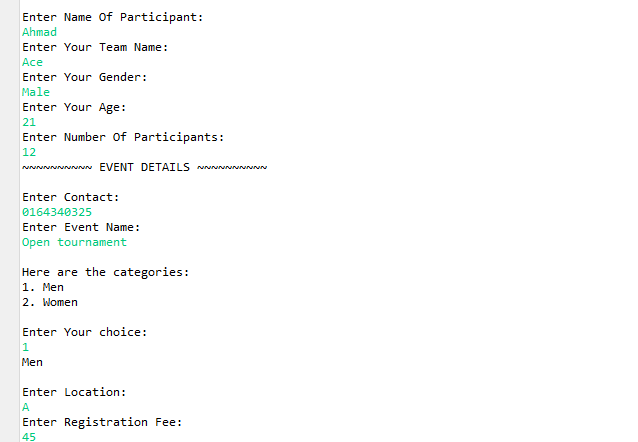 Enter Name Of Participant:
Ahmad
Enter Your Team Name:
Ace
Enter Your Gender:
Male
Enter Your Age:
21
Enter Number Of Participants:
12
~~~~~~~~~~ EVENT DETAILS ~~~~~~~~~~
Enter Contact:
0164340325
Enter Event Name:
Open tournament
Here are the categories:
1. Men
2. Women
Enter Your choice:
1
Men
Enter Location:
A
Enter Registration Fee:
45